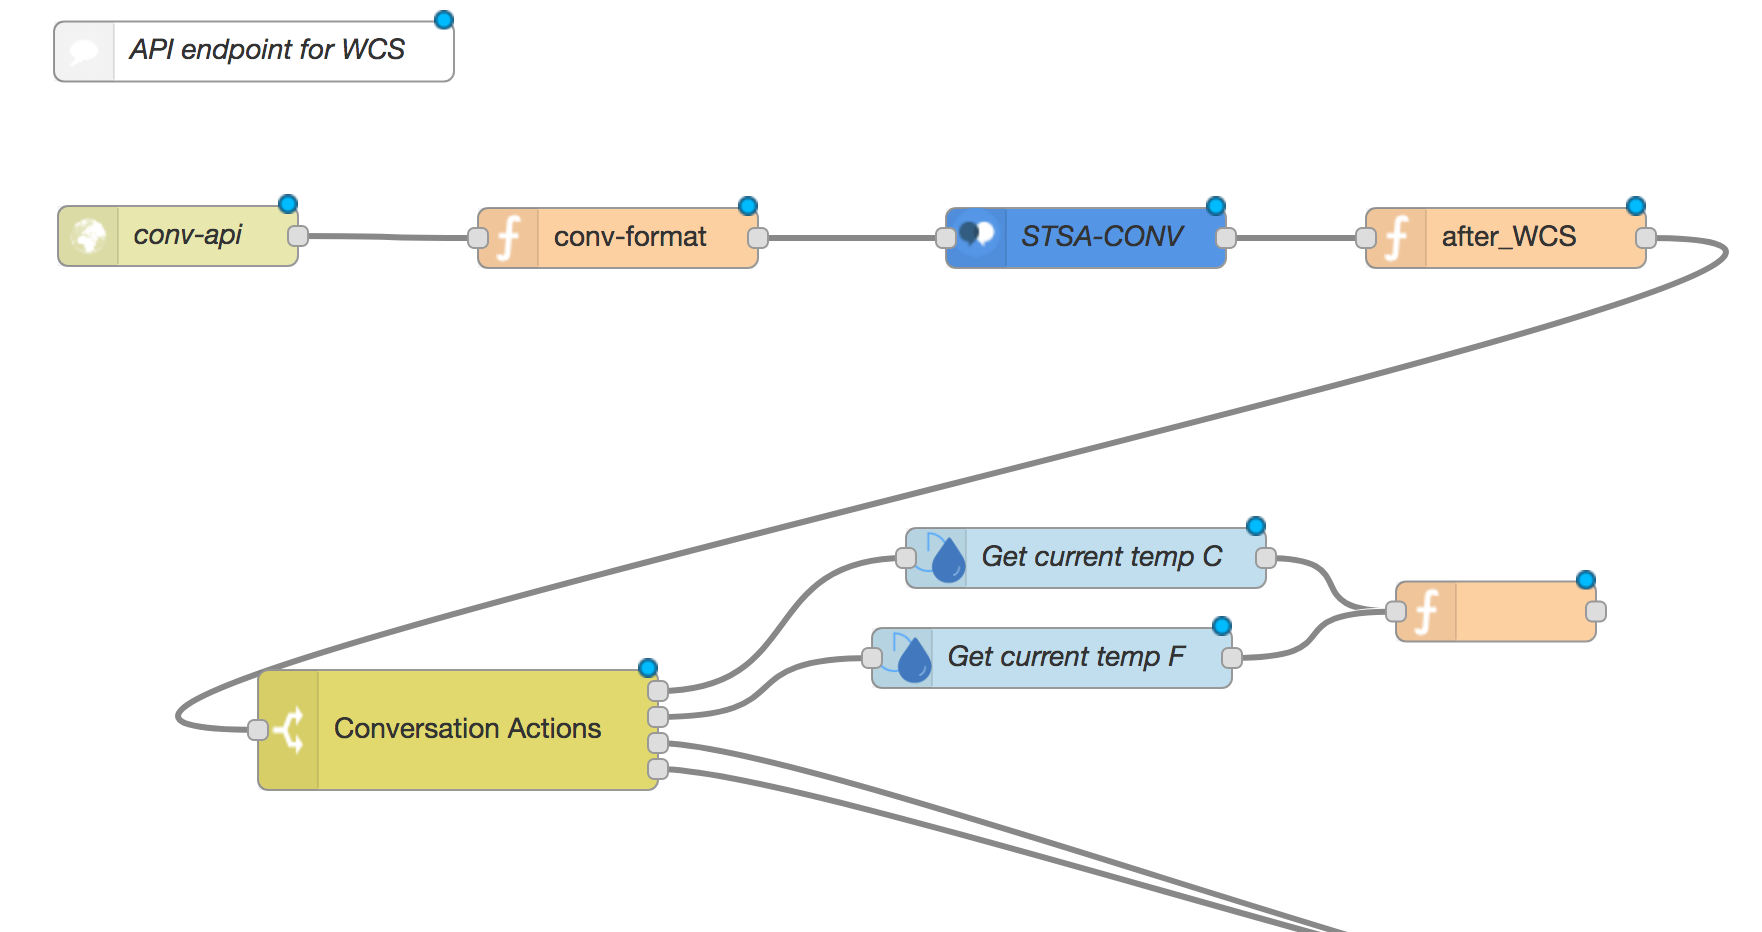 API endpoint for WCS
conv-api
conv-format
STSA-CONV
after_WCS
Get current temp C
Get current temp F
Conversation Actions